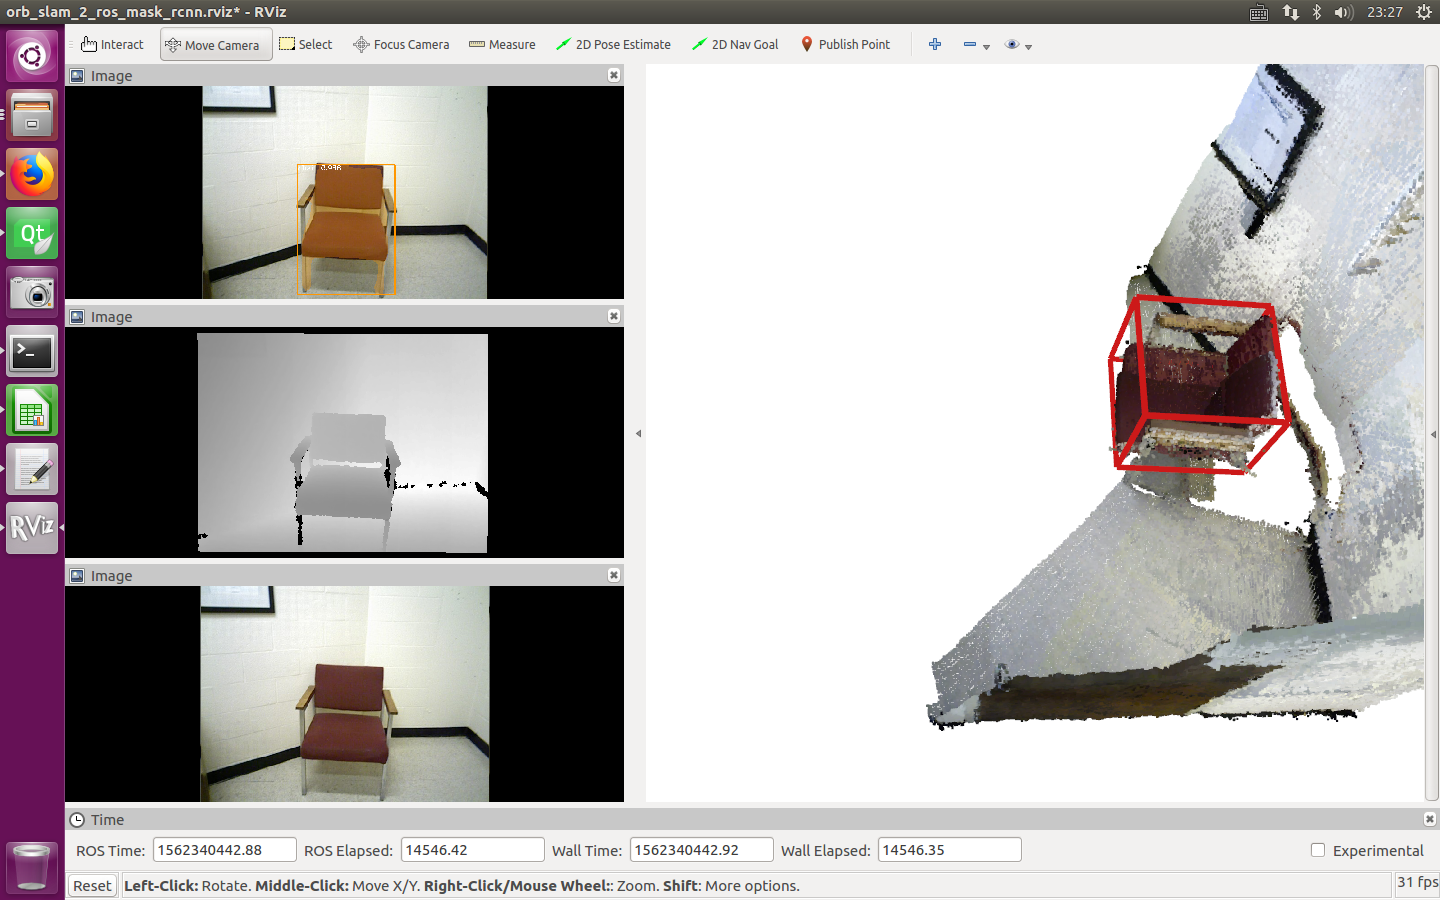 orb_slam_2_ros_mask_rcnn.rviz* - RViz
23:27
Interact
Move Camera
Select
Focus Camera
Measure
2D Pose Estimate
2D Nav Goal
Publish Point
Image
0.996
Image
Image
Qt
>_
RViz
Time
ROS Time: 1562340442.88 ROS Elapsed: 14546.42 Wall Time: 1562340442.92 Wall Elapsed: 14546.35 Experimental
Reset Left-Click: Rotate. Middle-Click: Move X/Y. Right-Click/Mouse Wheel:: Zoom. Shift: More options. 31 fps